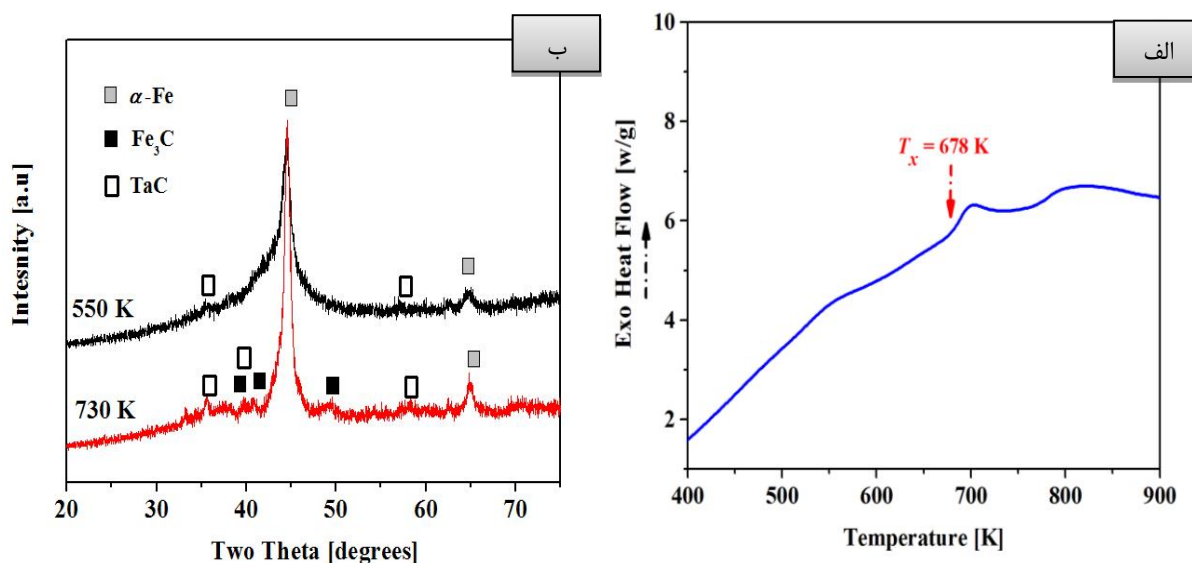 ب
α-Fe
Fe3C
TaC
550 K
730 K
Intesnity [a.u]
20 30 40 50 60 70
Two Theta [degrees]
الف
Tx = 678 K
Exo Heat Flow [w/g]
10
8
6
4
2
400 500 600 700 800 900
Temperature [K]